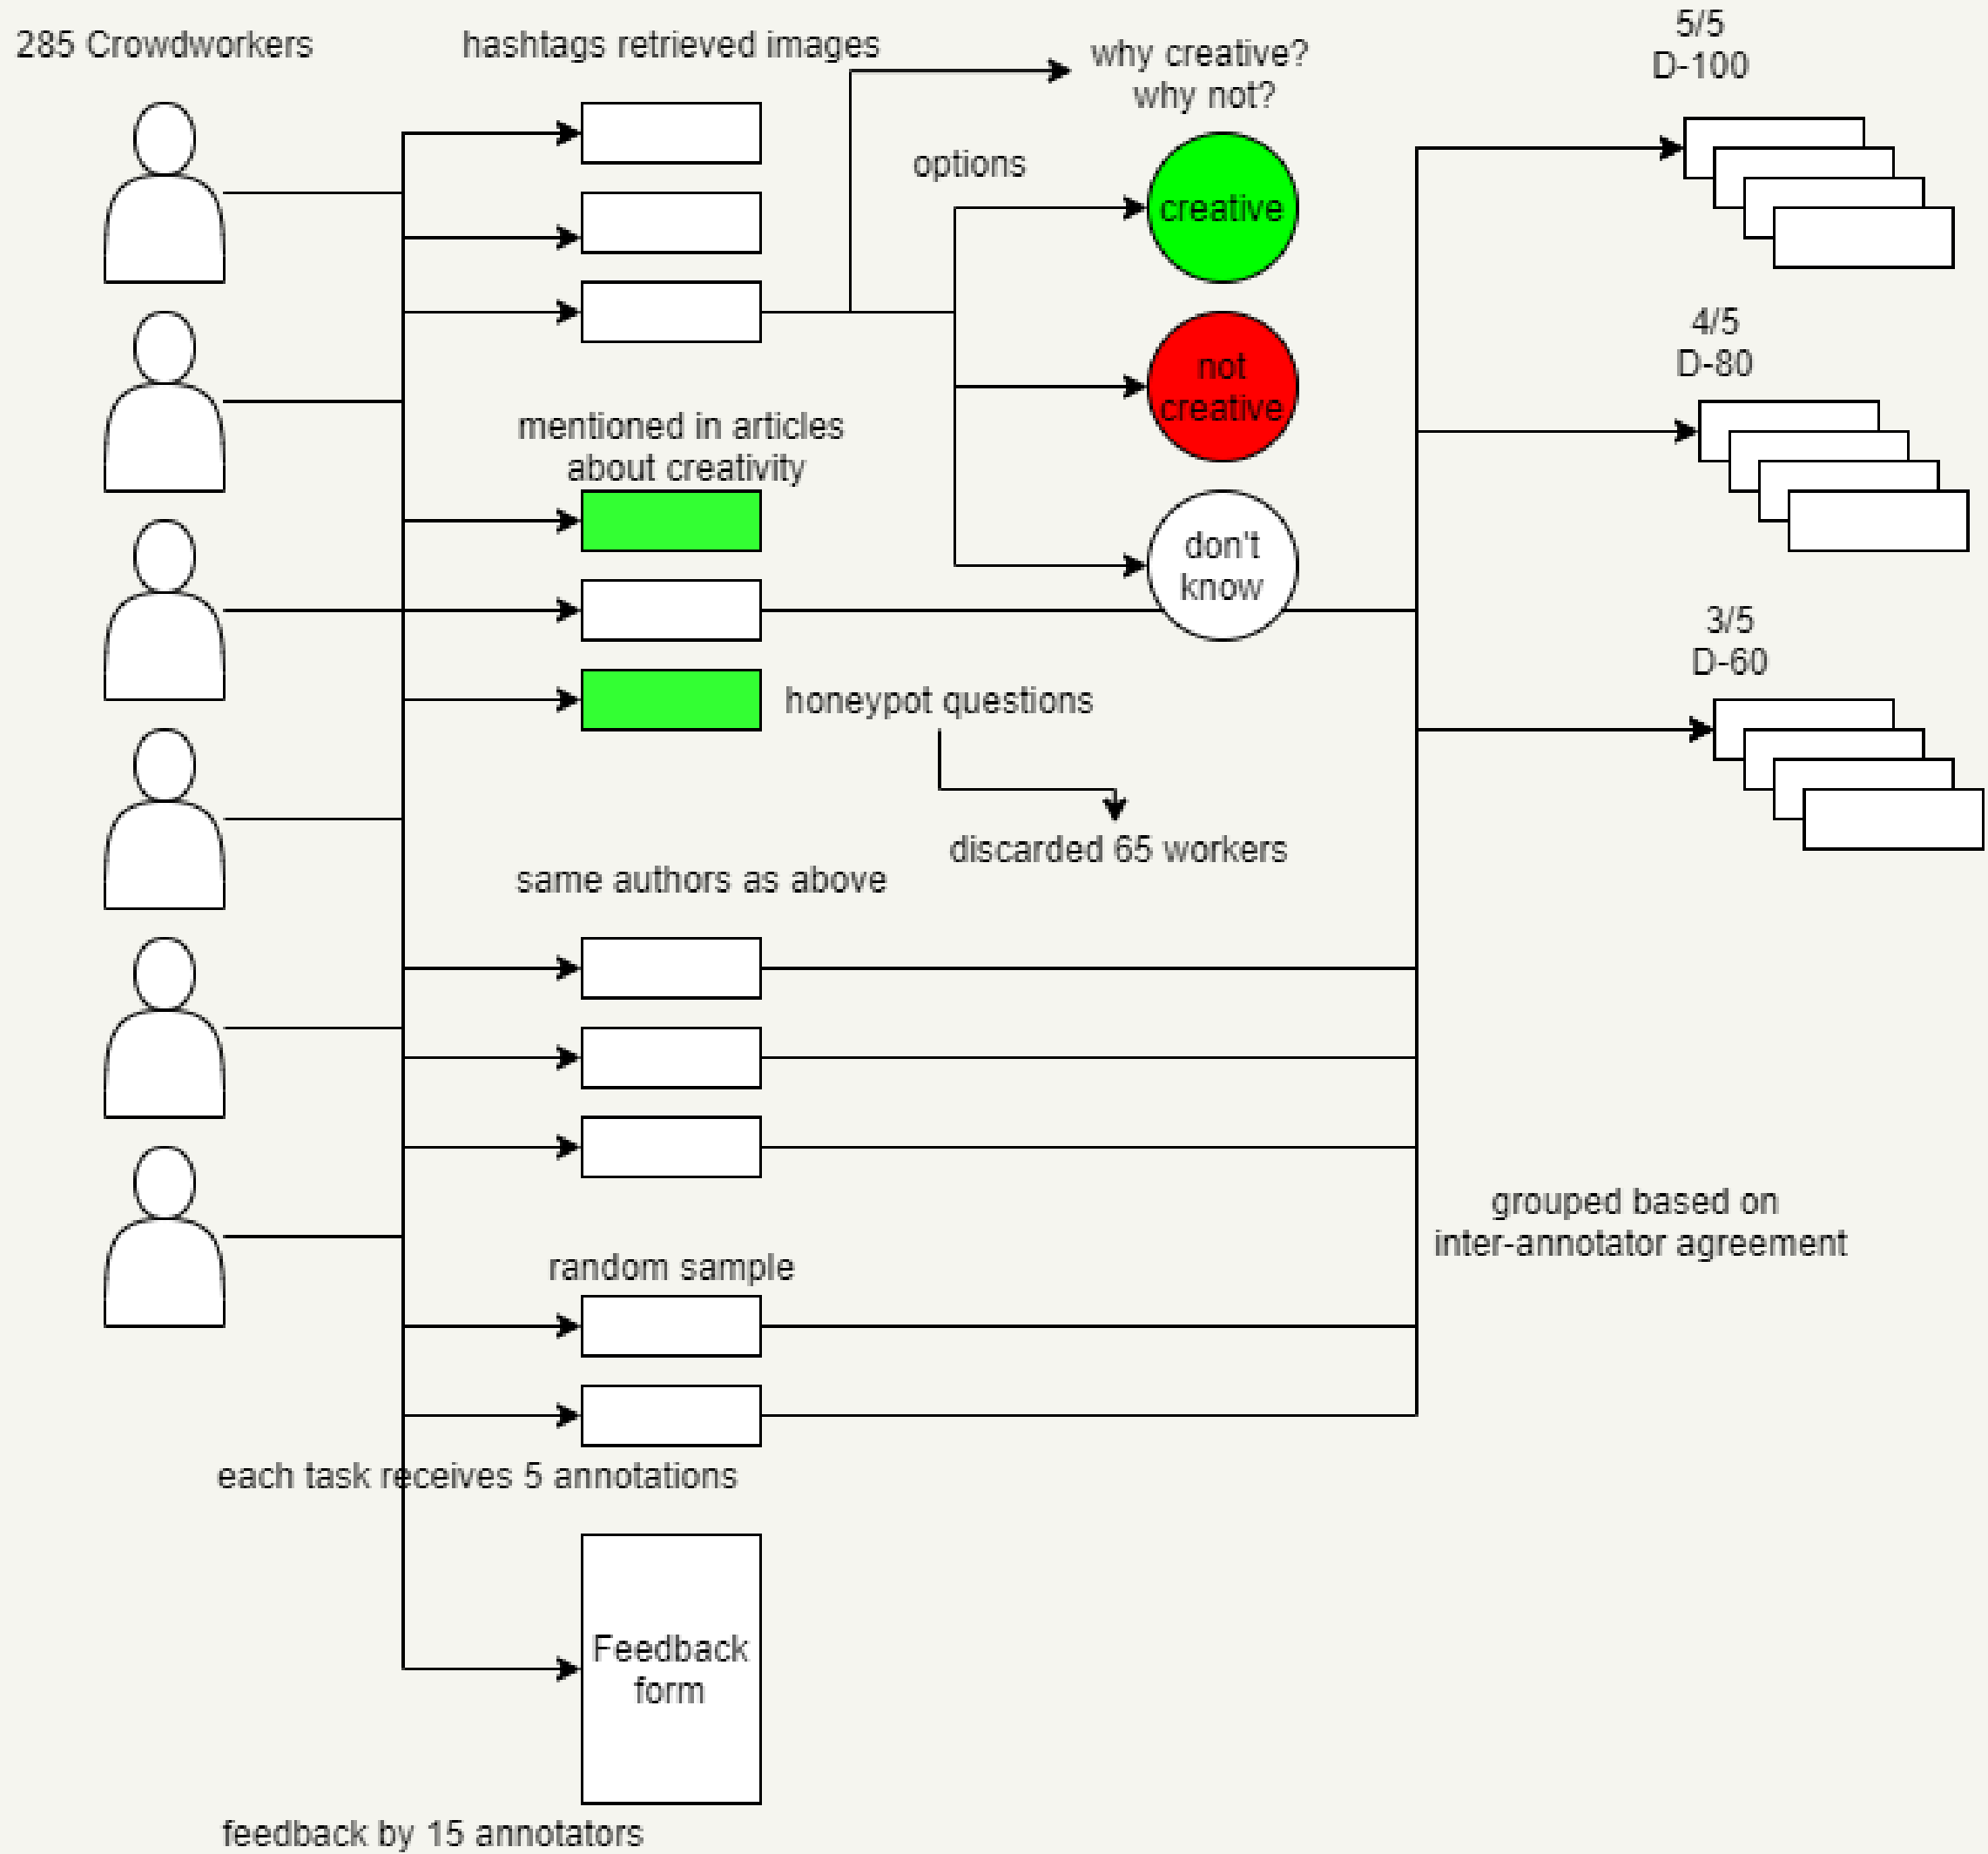 285 Crowdworkers
hashtags retrieved images
why creative?
why not?
options
creative
not
creative
don't
know
5/5
D-100
4/5
D-80
3/5
D-60
mentioned in articles
about creativity
honeypot questions
discarded 65 workers
same authors as above
grouped based on
inter-annotator agreement
random sample
each task receives 5 annotations
Feedback
form
feedback by 15 annotators